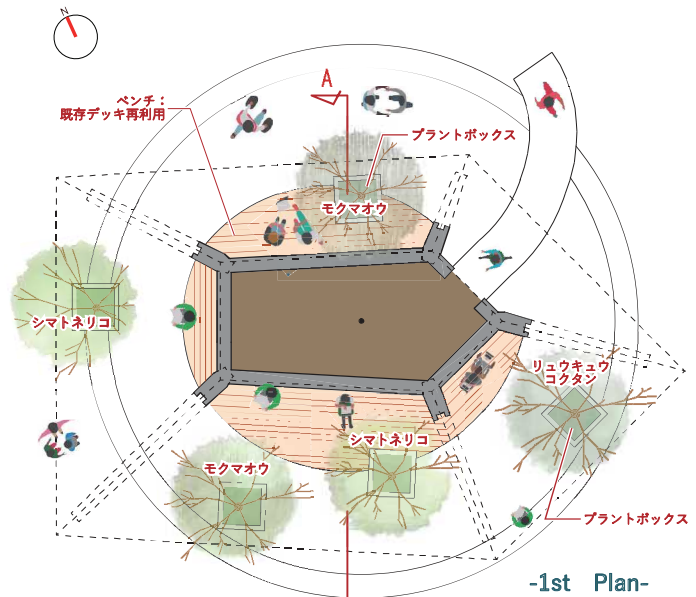 N
A
ベンチ：
既存デッキ再利用
プラントボックス
モクマオウ
シマトネリコ
リュウキュウ
コクタン
シマトネリコ
モクマオウ
プラントボックス
-1st Plan-